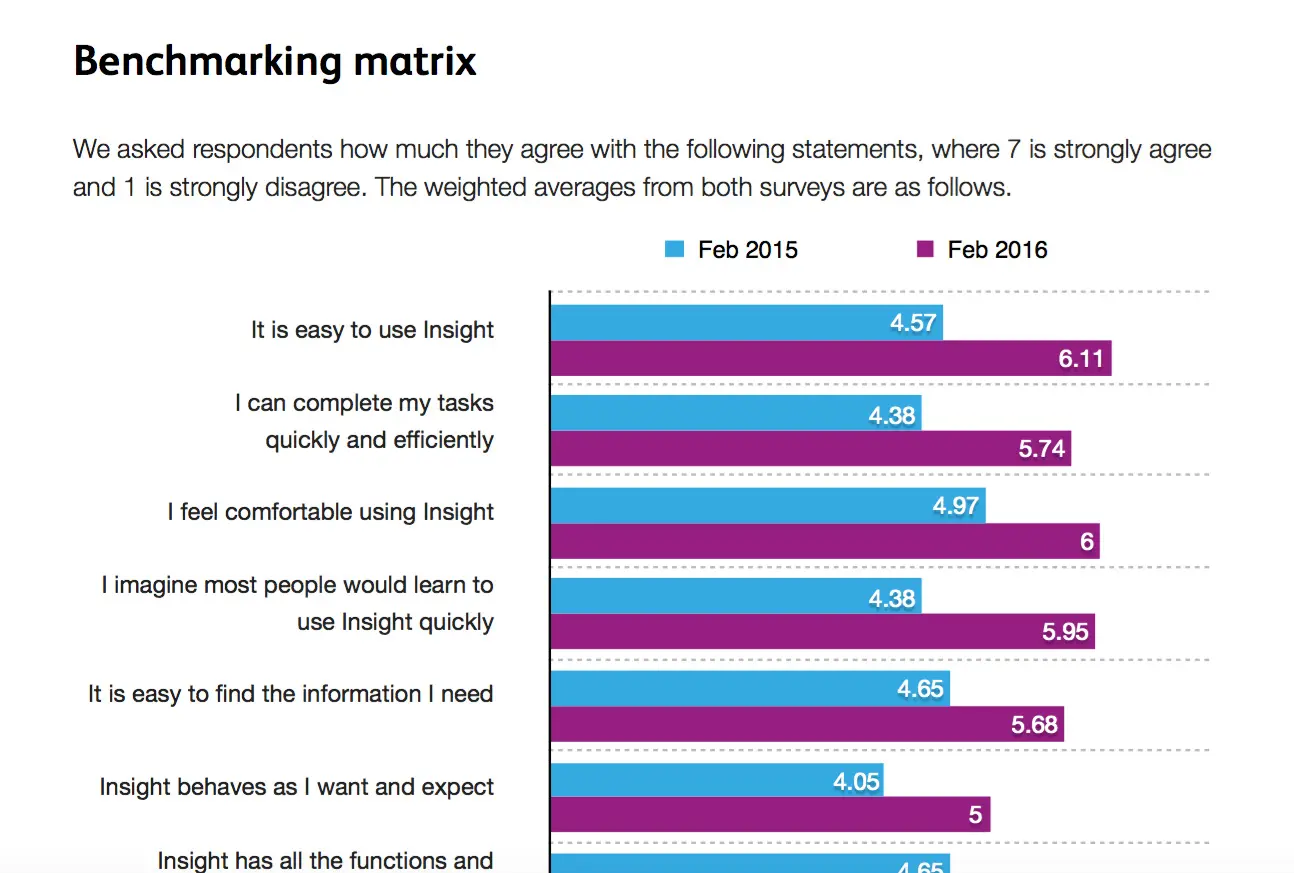 Benchmarking matrix
We asked respondents how much they agree with the following statements, where 7 is strongly agree
and 1 is strongly disagree. The weighted averages from both surveys are as follows.
Feb 2015 Feb 2016
It is easy to use Insight
4.57
6.11
I can complete my tasks
quickly and efficiently
4.38
5.74
I feel comfortable using Insight
4.97
6
I imagine most people would learn to
use Insight quickly
4.38
5.95
It is easy to find the information I need
4.65
5.68
Insight behaves as I want and expect
4.05
5
Insight has all the functions and
4.65